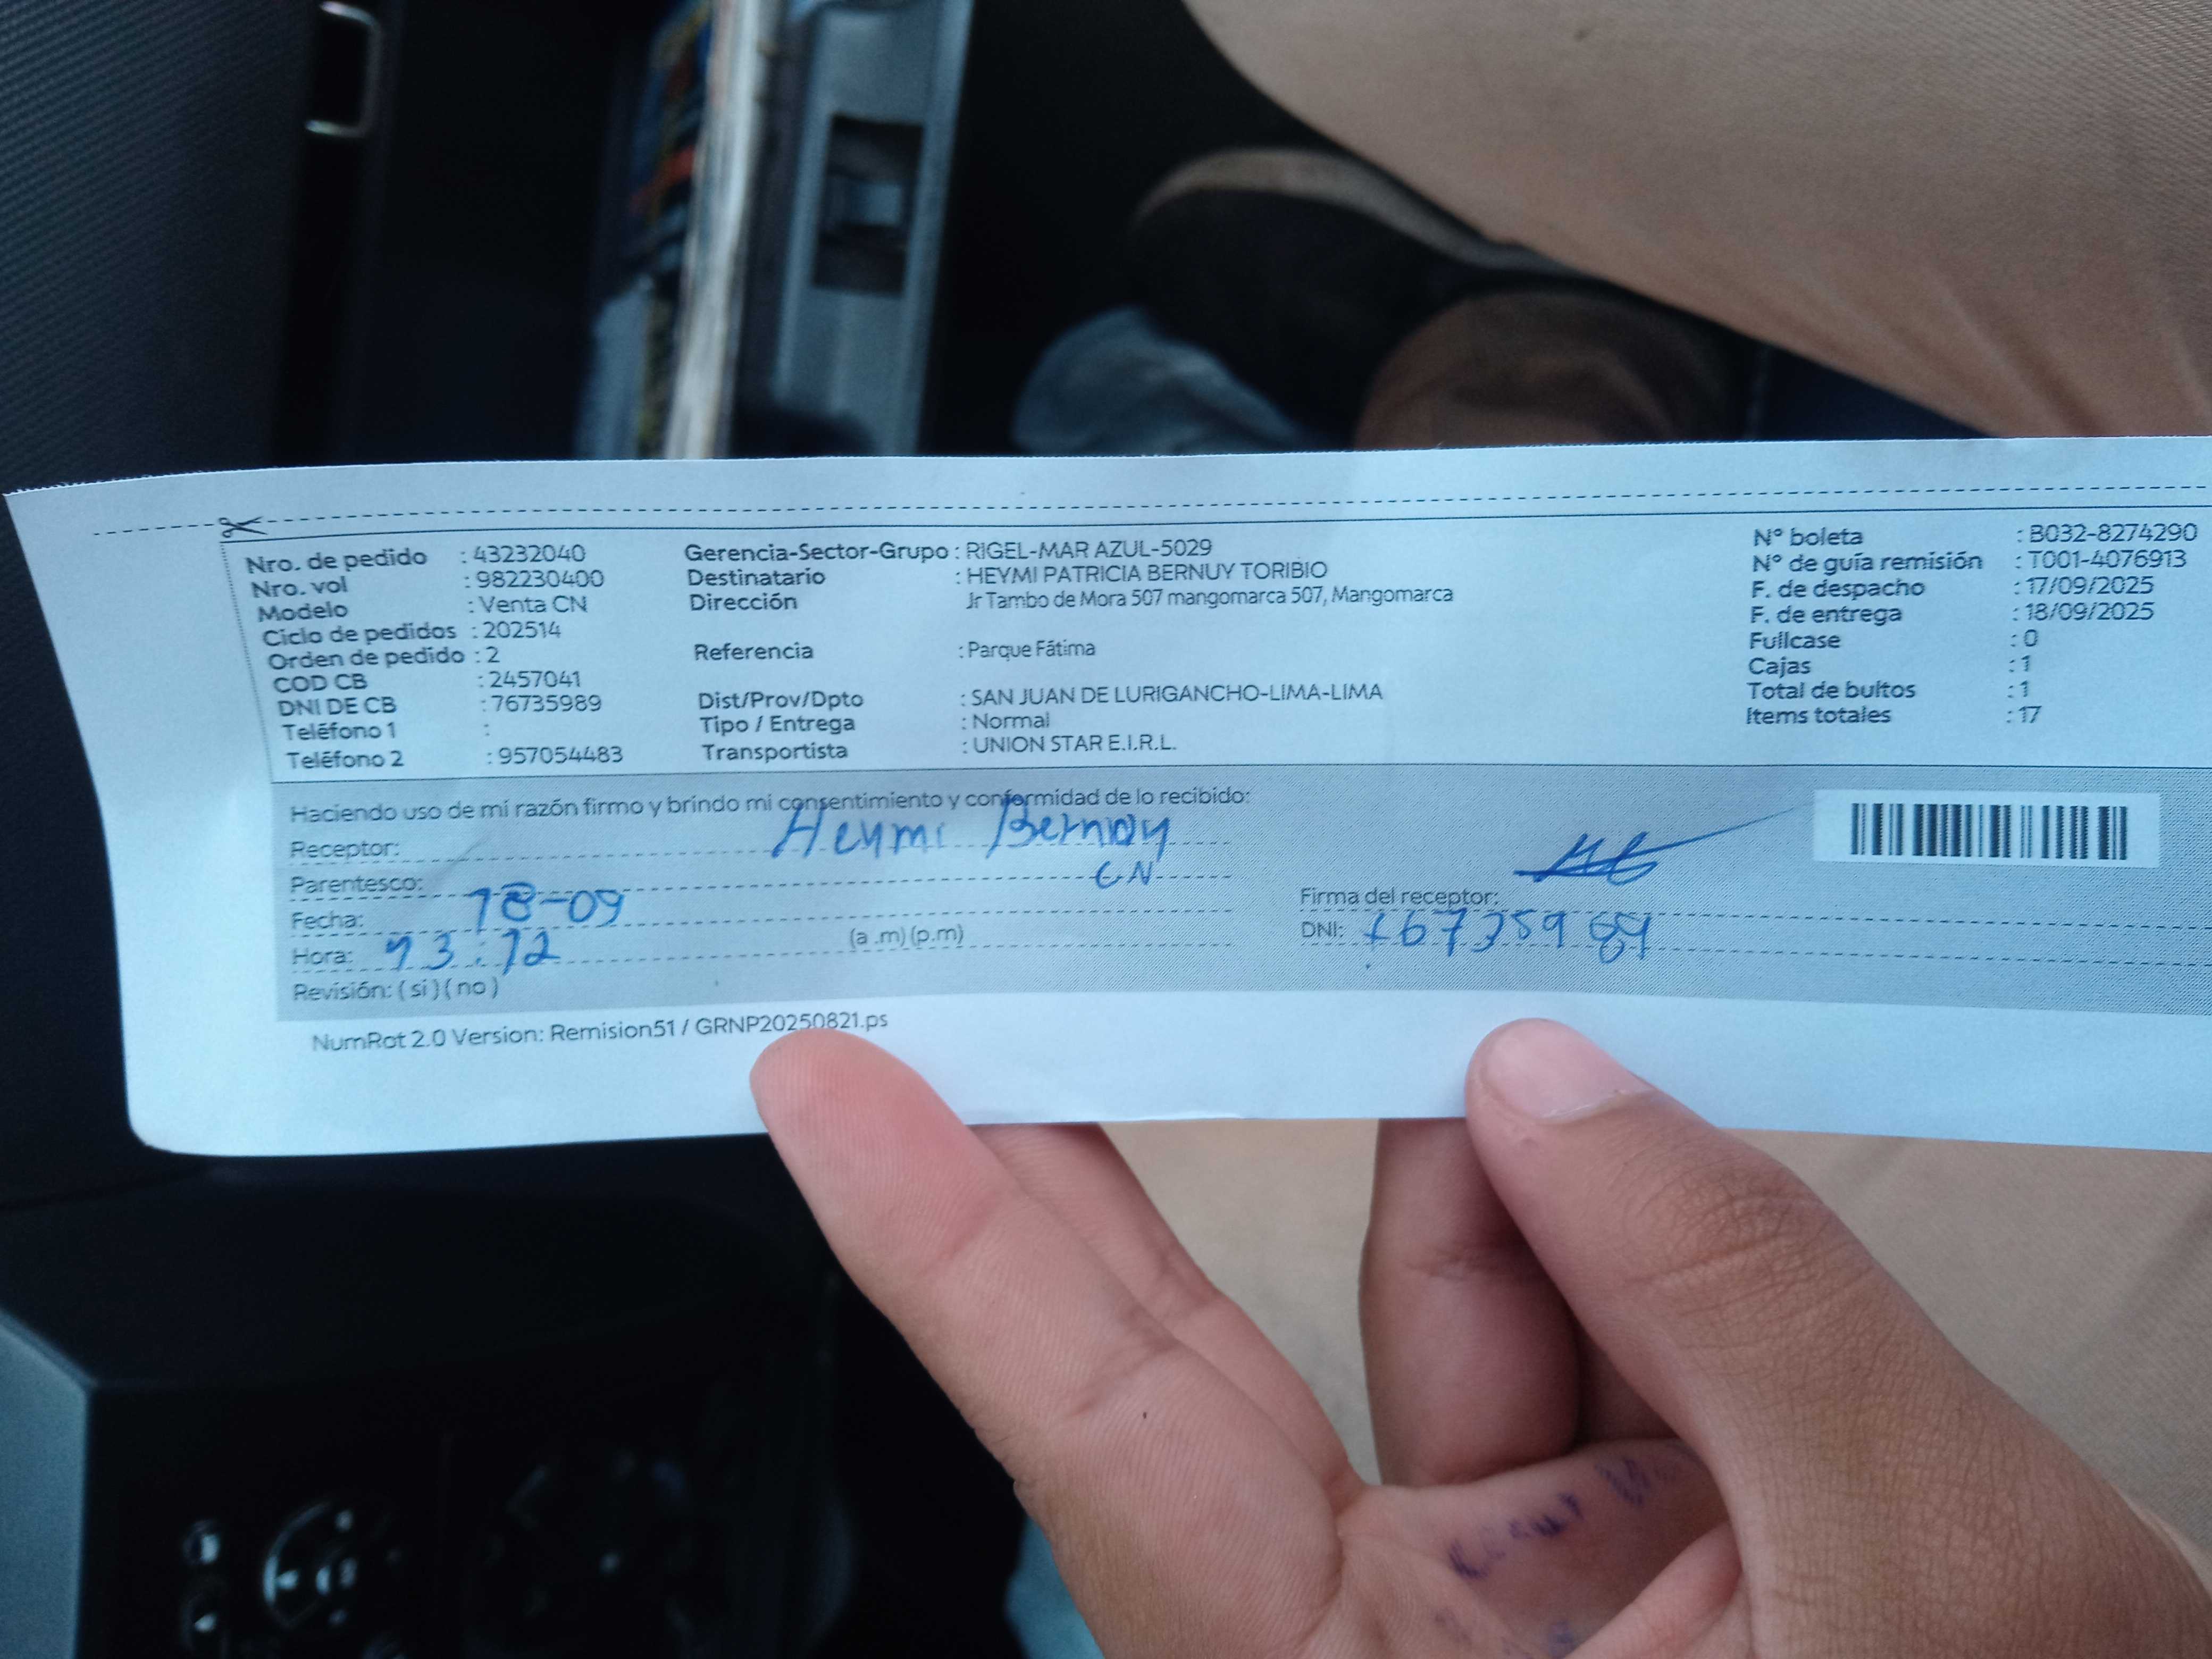 Nro. de pedido : 43232040
Nro. vol : 982230400
Modelo : Venta CN
Ciclo de pedidos : 202514
Orden de pedido : 2
COD CB : 2457041
DNI DE CB : 76735989
Teléfono 1 :
Teléfono 2 : 957054483
Gerencia-Sector-Grupo : RIGEL-MAR AZUL-5029
Destinatario : HEYMI PATRICIA BERNUY TORIBIO
Dirección Jr Tambo de Mora 507 mangomarca 507, Mangomarca
Referencia : Parque Fátima
Dist/Prov/Dpto : SAN JUAN DE LURIGANCHO-LIMA-LIMA
Tipo / Entrega : Normal
Transportista : UNION STAR E.I.R.L.
N° boleta : B032-8274290
N° de guía remisión : T001-4076913
F. de despacho : 17/09/2025
F. de entrega : 18/09/2025
Fullcase : 0
Cajas : 1
Total de bultos : 1
Items totales : 17
Haciendo uso de mi razón firmo y brindo mi consentimiento y conformidad de lo recibido:
Receptor: Heymi Bernuy
Parentesco: CN
Fecha: 18-09
Hora: 13:12 (a .m) (p.m)
Revisión: ( si ) ( no )
Firma del receptor:
DNI:
NumRot 2.0 Version: Remision51 / GRNP20250821.ps